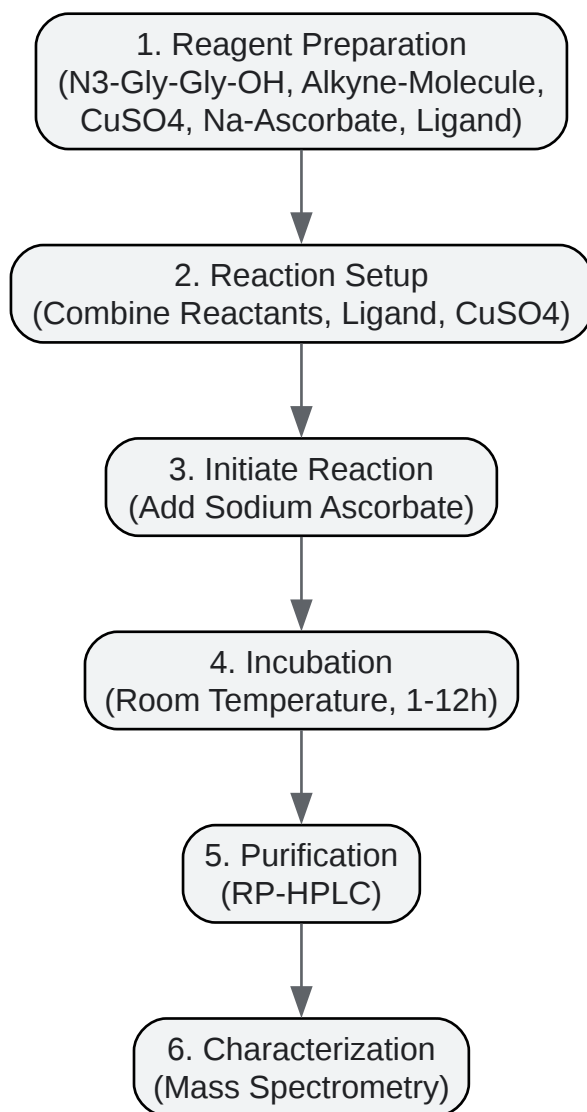 1. Reagent Preparation
(N3-Gly-Gly-OH, Alkyne-Molecule,
CuSO4, Na-Ascorbate, Ligand)
2. Reaction Setup
(Combine Reactants, Ligand, CuSO4)
3. Initiate Reaction
(Add Sodium Ascorbate)
4. Incubation
(Room Temperature, 1-12h)
5. Purification
(RP-HPLC)
6. Characterization
(Mass Spectrometry)